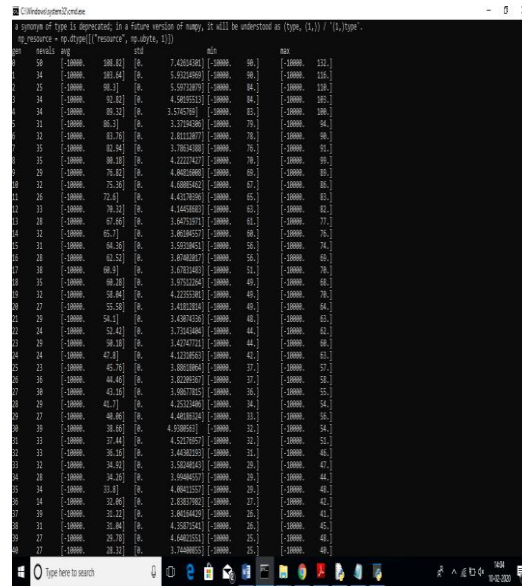 C:\Windows\system32\cmd.exe
a synonym of type is deprecated; in a future version of numpy, it will be understood as (type, (1,)) / '(1,)type'.
np_resource = np.dtype([("resource", np.ubyte, 1)])
gen nevals avg std min max
0 50 [-10000. 108.82] [0. 7.42614301] [-10000. 90.] [-10000. 132.]
1 34 [-10000. 103.64] [0. 5.93214969] [-10000. 90.] [-10000. 116.]
2 25 [-10000. 98.3] [0. 5.59732079] [-10000. 84.] [-10000. 110.]
3 34 [-10000. 92.82] [0. 4.50195513] [-10000. 84.] [-10000. 103.]
4 34 [-10000. 89.32] [0. 3.5745769] [-10000. 83.] [-10000. 100.]
5 31 [-10000. 86.3] [0. 3.37194306] [-10000. 79.] [-10000. 94.]
6 32 [-10000. 83.76] [0. 2.81112077] [-10000. 78.] [-10000. 90.]
7 35 [-10000. 82.94] [0. 3.78634388] [-10000. 76.] [-10000. 91.]
8 35 [-10000. 80.18] [0. 4.22227427] [-10000. 70.] [-10000. 99.]
9 29 [-10000. 76.82] [0. 4.04816008] [-10000. 69.] [-10000. 89.]
10 32 [-10000. 75.36] [0. 4.68085462] [-10000. 67.] [-10000. 86.]
11 26 [-10000. 72.6] [0. 4.43170396] [-10000. 65.] [-10000. 83.]
12 33 [-10000. 70.32] [0. 4.14458683] [-10000. 63.] [-10000. 82.]
13 28 [-10000. 67.66] [0. 3.64751971] [-10000. 61.] [-10000. 77.]
14 32 [-10000. 65.7] [0. 3.06104557] [-10000. 60.] [-10000. 76.]
15 31 [-10000. 64.36] [0. 3.59310451] [-10000. 56.] [-10000. 74.]
16 28 [-10000. 62.52] [0. 3.07402017] [-10000. 56.] [-10000. 69.]
17 38 [-10000. 60.9] [0. 3.67831483] [-10000. 51.] [-10000. 70.]
18 35 [-10000. 60.28] [0. 3.97512264] [-10000. 49.] [-10000. 68.]
19 32 [-10000. 58.04] [0. 4.22355301] [-10000. 49.] [-10000. 70.]
20 27 [-10000. 55.58] [0. 3.41812814] [-10000. 49.] [-10000. 64.]
21 29 [-10000. 54.1] [0. 3.43074336] [-10000. 48.] [-10000. 63.]
22 24 [-10000. 52.42] [0. 3.73143404] [-10000. 44.] [-10000. 62.]
23 29 [-10000. 50.18] [0. 3.42747721] [-10000. 44.] [-10000. 60.]
24 24 [-10000. 47.8] [0. 4.12310563] [-10000. 42.] [-10000. 63.]
25 23 [-10000. 45.76] [0. 3.88618064] [-10000. 37.] [-10000. 57.]
26 36 [-10000. 44.46] [0. 3.82209367] [-10000. 37.] [-10000. 58.]
27 30 [-10000. 43.16] [0. 3.98677815] [-10000. 36.] [-10000. 55.]
28 29 [-10000. 41.7] [0. 4.25323406] [-10000. 34.] [-10000. 54.]
29 27 [-10000. 40.06] [0. 4.40186324] [-10000. 33.] [-10000. 56.]
30 39 [-10000. 38.66] [0. 4.9380563] [-10000. 32.] [-10000. 54.]
31 33 [-10000. 37.44] [0. 4.52176957] [-10000. 32.] [-10000. 51.]
32 33 [-10000. 36.16] [0. 3.44302193] [-10000. 31.] [-10000. 46.]
33 32 [-10000. 34.92] [0. 3.58240143] [-10000. 29.] [-10000. 47.]
34 28 [-10000. 34.26] [0. 3.99404557] [-10000. 29.] [-10000. 44.]
35 34 [-10000. 33.8] [0. 4.08411557] [-10000. 29.] [-10000. 48.]
36 14 [-10000. 32.06] [0. 2.83837982] [-10000. 27.] [-10000. 42.]
37 39 [-10000. 31.22] [0. 3.04164429] [-10000. 26.] [-10000. 41.]
38 31 [-10000. 31.04] [0. 4.35871541] [-10000. 26.] [-10000. 45.]
39 27 [-10000. 29.78] [0. 4.64021551] [-10000. 25.] [-10000. 48.]
40 27 [-10000. 28.32] [0. 3.74400855] [-10000. 25.] [-10000. 40.]
Type here to search
14:04
10-02-2020